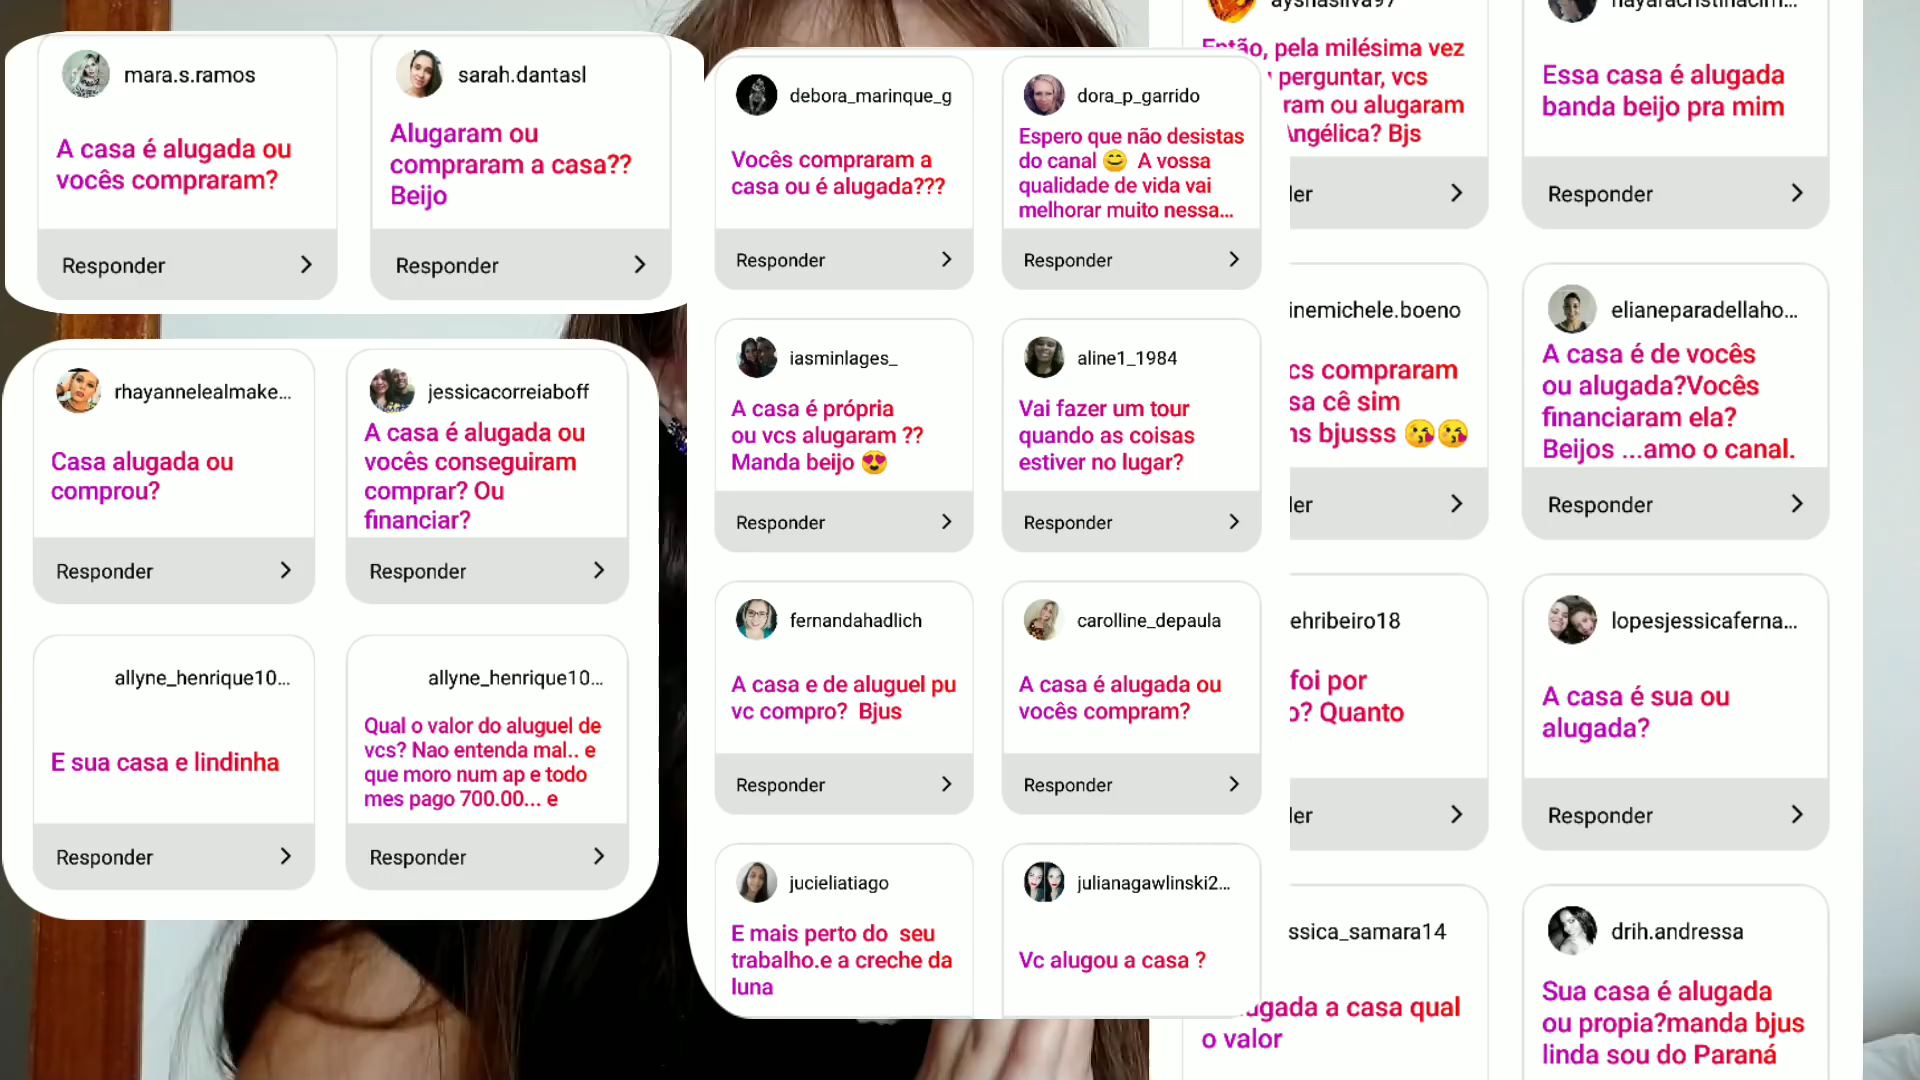 mara.s.ramos
A casa é alugada ou
vocês compraram?
Responder
sarah.dantasl
Alugaram ou
compraram a casa??
Beijo
Responder
rhayannelealmake...
Casa alugada ou
comprou?
Responder
jessicacorreiaboff
A casa é alugada ou
vocês conseguiram
comprar? Ou
financiar?
Responder
allyne_henrique10...
E sua casa e lindinha
Responder
allyne_henrique10...
Qual o valor do aluguel de
vcs? Nao entenda mal.. e
que moro num ap e todo
mes pago 700.00... e
Responder
debora_marinque_g
Vocês compraram a
casa ou é alugada???
Responder
dora_p_garrido
Espero que não desistas
do canal 😊 A vossa
qualidade de vida vai
melhorar muito nessa...
Responder
iasminlages_
A casa é própria
ou vcs alugaram ??
Manda beijo 😍
Responder
aline1_1984
Vai fazer um tour
quando as coisas
estiver no lugar?
Responder
fernandahadlich
A casa e de aluguel pu
vc compro? Bjus
Responder
carolline_depaula
A casa é alugada ou
vocês compram?
Responder
jucieliatiago
E mais perto do seu
trabalho.e a creche da
luna
julianagawlinski2...
Vc alugou a casa ?
ayshasilva97
Então, pela milésima vez
perguntar, vcs
ram ou alugaram
Angélica? Bjs
der
nayaracristinacim...
Essa casa é alugada
banda beijo pra mim
Responder
inemichele.boeno
cs compraram
sa cê sim
ns bjusss 😘😘
der
elianeparadellaho...
A casa é de vocês
ou alugada?Vocês
financiaram ela?
Beijos ...amo o canal.
Responder
ehribeiro18
foi por
o? Quanto
der
lopesjessicaferna...
A casa é sua ou
alugada?
Responder
ssica_samara14
ugada a casa qual
o valor
drih.andressa
Sua casa é alugada
ou propia?manda bjus
linda sou do Paraná